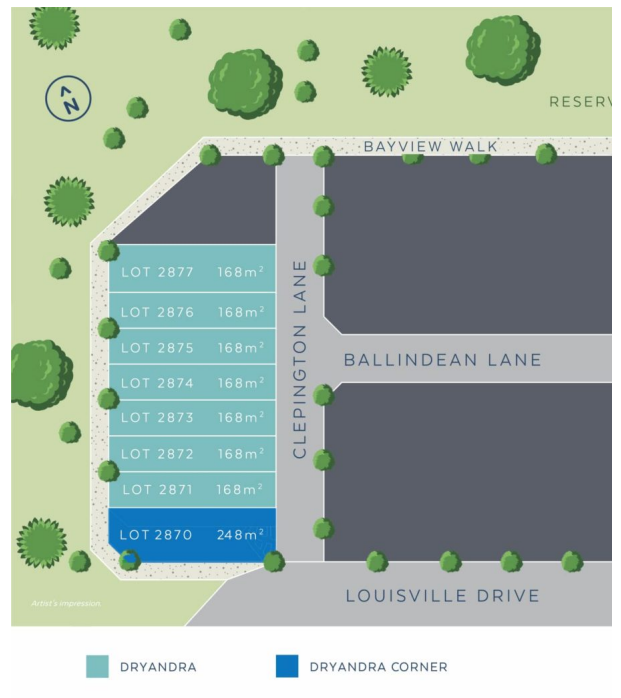 N
RESERV
BAYVIEW WALK
LOT 2877 168m²
LOT 2876 168m²
LOT 2875 168m²
LOT 2874 168m²
LOT 2873 168m²
LOT 2872 168m²
LOT 2871 168m²
LOT 2870 248m²
CLEPINGTON LANE
BALLINDEAN LANE
LOUISVILLE DRIVE
Artist's impression.
DRYANDRA
DRYANDRA CORNER